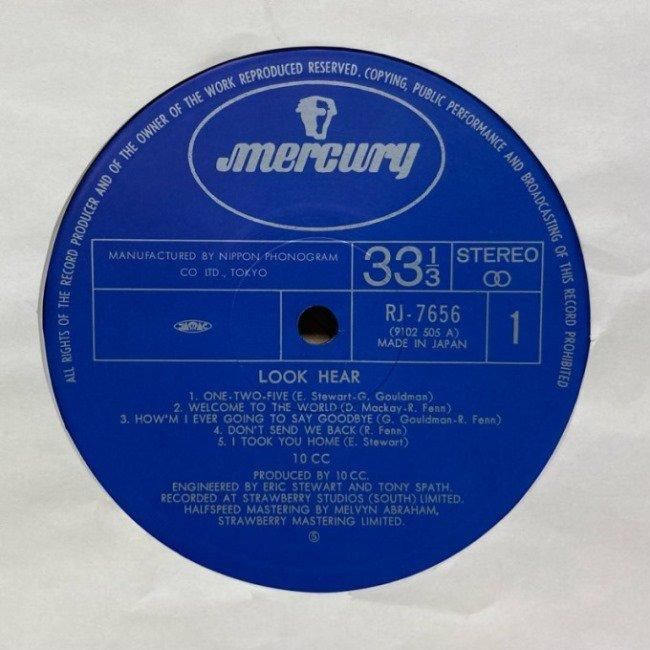 ALL RIGHTS OF THE RECORD PRODUCER AND OF THE OWNER OF THE WORK REPRODUCED RESERVED. COPYING, PUBLIC PERFORMANCE AND BROADCASTING OF THIS RECORD PROHIBITED
mercury
MANUFACTURED BY NIPPON PHONOGRAM
CO LTD., TOKYO
33 1/3
STEREO
JASRAC
RJ-7656
(9102 505 A)
MADE IN JAPAN
1
LOOK HEAR
1. ONE-TWO-FIVE (E. Stewart-G. Gouldman)
2. WELCOME TO THE WORLD (D. Mackay-R. Fenn)
3. HOW'M I EVER GOING TO SAY GOODBYE (G. Gouldman-R. Fenn)
4. DON'T SEND WE BACK (R. Fenn)
5. I TOOK YOU HOME (E. Stewart)
10 CC
PRODUCED BY 10 CC.
ENGINEERED BY ERIC STEWART AND TONY SPATH.
RECORDED AT STRAWBERRY STUDIOS (SOUTH) LIMITED.
HALFSPEED MASTERING BY MELVYN ABRAHAM,
STRAWBERRY MASTERING LIMITED.
Ⓢ